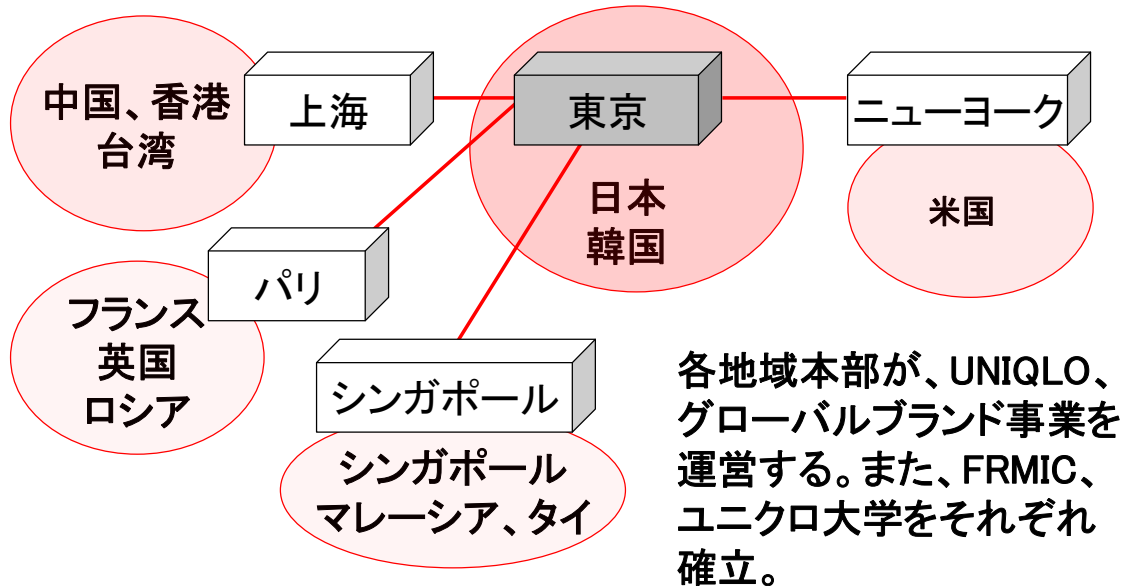 中国、香港
台湾
上海
東京
日本
韓国
ニューヨーク
米国
パリ
フランス
英国
ロシア
シンガポール
シンガポール
マレーシア、タイ
各地域本部が、UNIQLO、
グローバルブランド事業を
運営する。また、FRMIC、
ユニクロ大学をそれぞれ
確立。